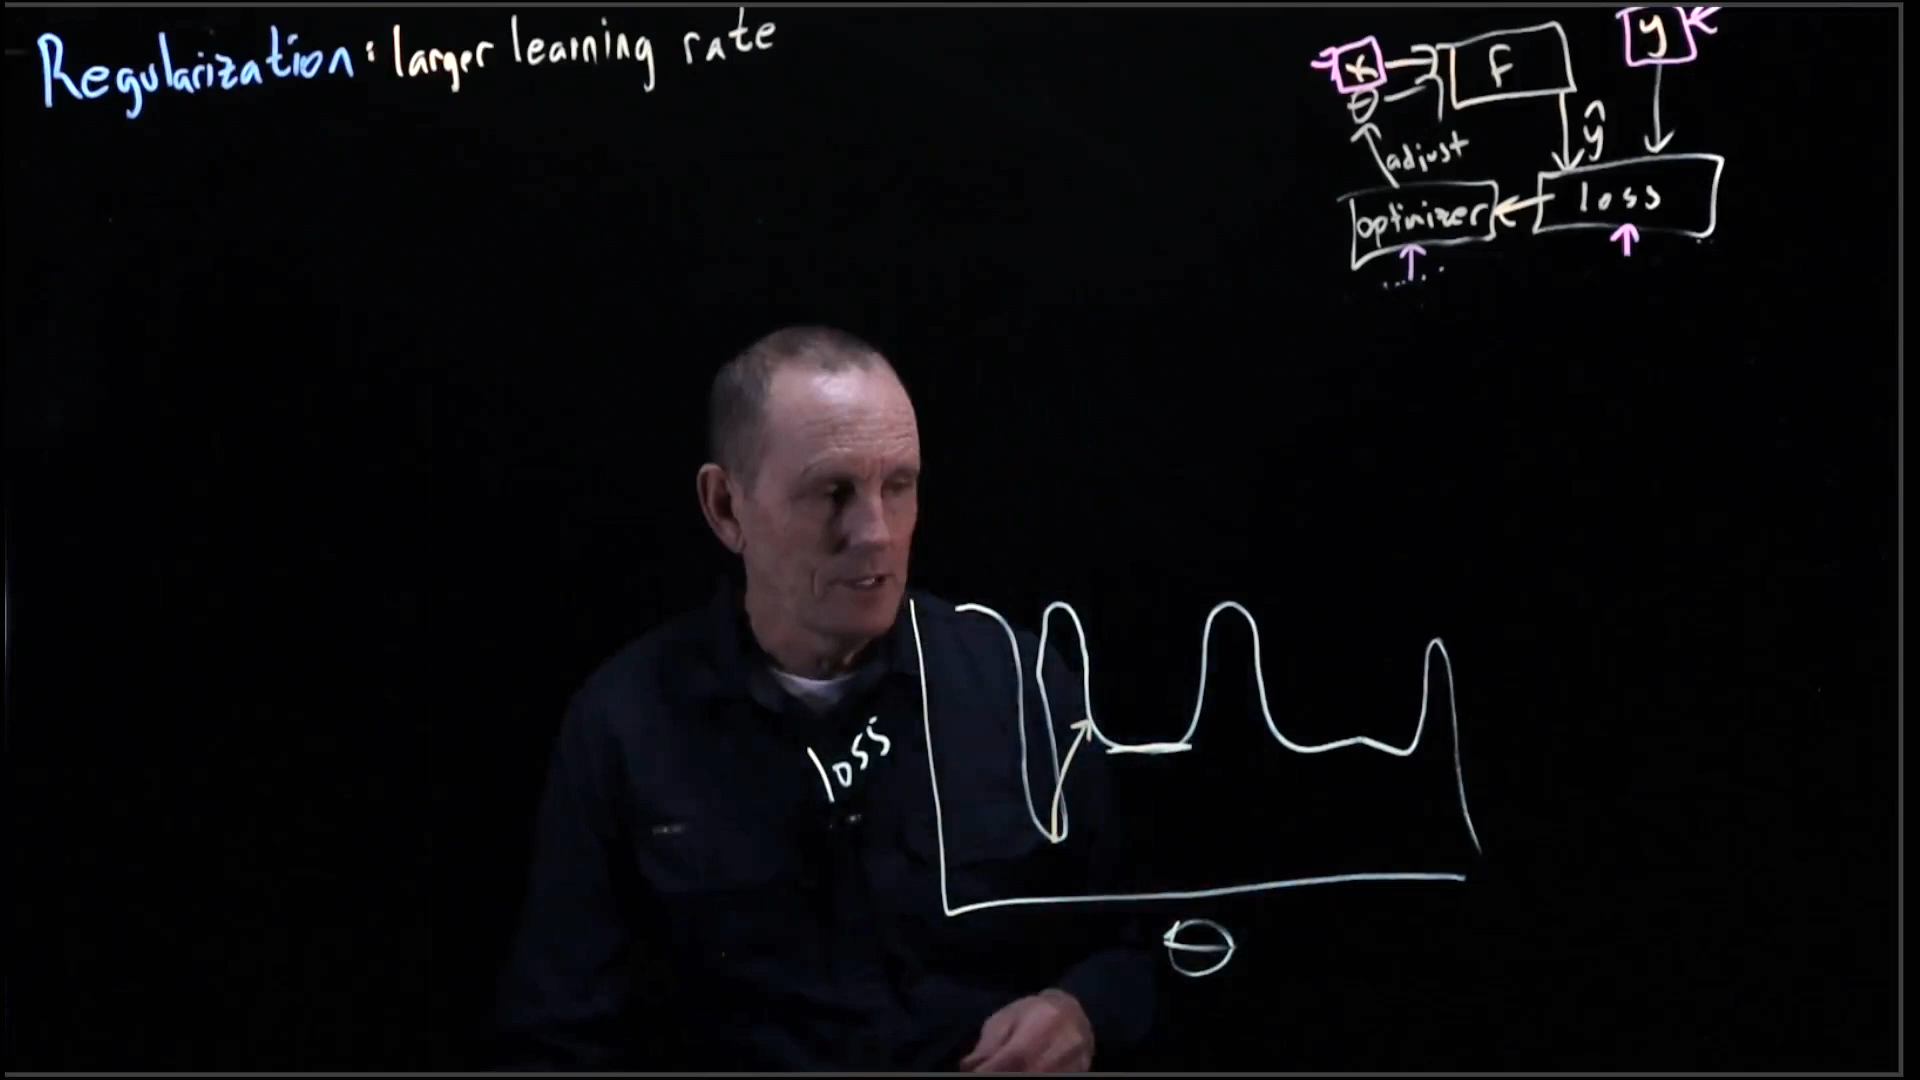 Regularization: larger learning rate
x
θ
F
y
ŷ
adjust
optimizer
loss
loss
θ